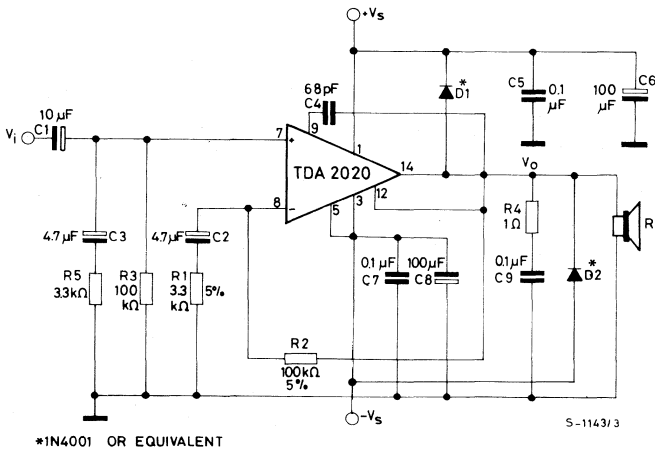 +Vs
68pF
C4
10 µF
Vi
C1
7
+
9
1
TDA 2020
14
8
−
5
3
12
*
D1
C5
0.1
µF
100
µF
C6
Vo
R4
1Ω
R
4.7µF
C3
4.7µF
C2
R5
3.3kΩ
R3
100
kΩ
R1
3.3
kΩ
5%
0.1µF
C7
100µF
C8
0.1µF
C9
*
D2
R2
100kΩ
5%
−Vs
S-1143/3
*1N4001 OR EQUIVALENT